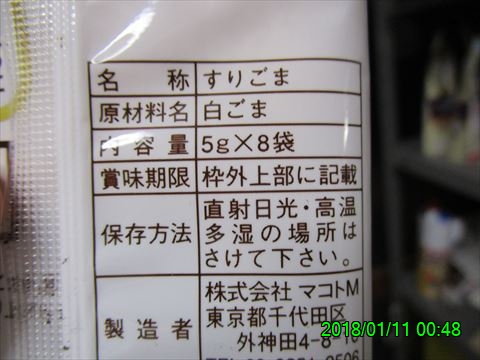 名称 すりごま
原材料名 白ごま
内容量 5g×8袋
賞味期限 枠外上部に記載
保存方法 直射日光・高温
多湿の場所は
さけて下さい。
製造者 株式会社 マコトM
東京都千代田区
外神田4-8-10
2018/01/11 00:48